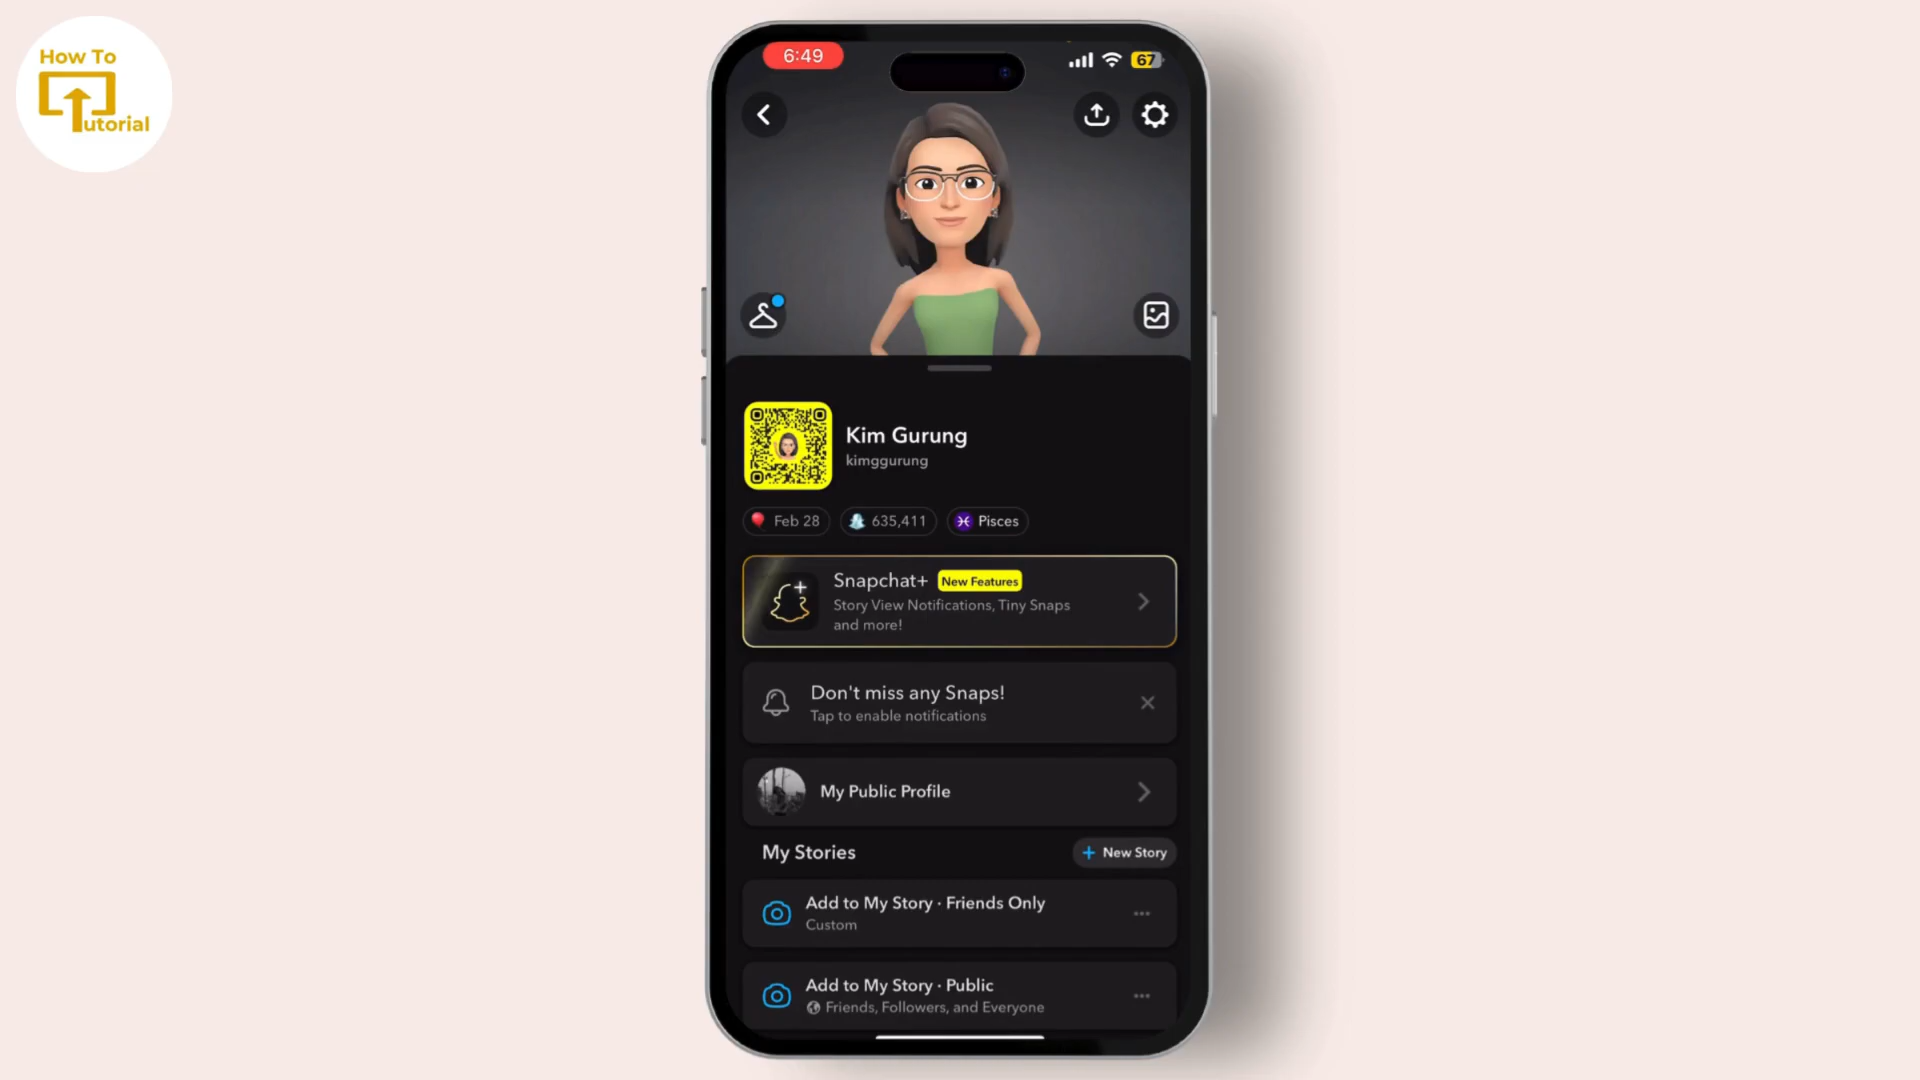 How To
utorial
6:49
67
Kim Gurung
kimggurung
Feb 28
635,411
Pisces
Snapchat+ New Features
Story View Notifications, Tiny Snaps
and more!
Don't miss any Snaps!
Tap to enable notifications
My Public Profile
My Stories
+ New Story
Add to My Story · Friends Only
Custom
Add to My Story · Public
Friends, Followers, and Everyone